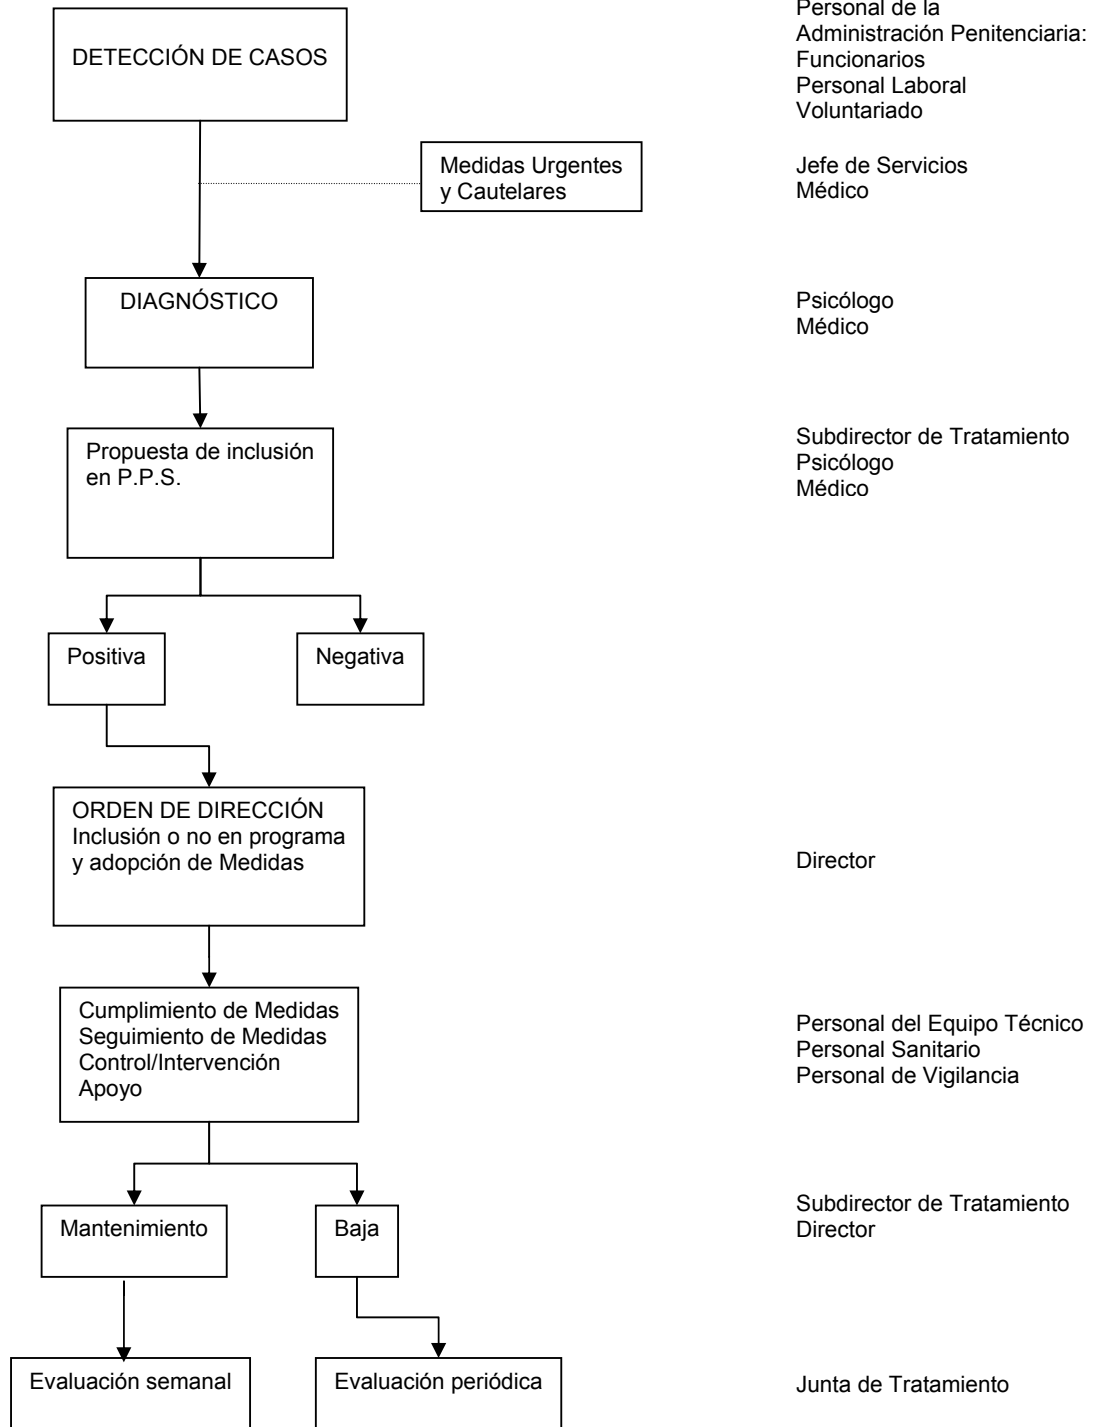 Personal de la
Administración Penitenciaria:
Funcionarios
Personal Laboral
Voluntariado
DETECCIÓN DE CASOS
Medidas Urgentes
y Cautelares
Jefe de Servicios
Médico
DIAGNÓSTICO
Psicólogo
Médico
Propuesta de inclusión
en P.P.S.
Subdirector de Tratamiento
Psicólogo
Médico
Positiva
Negativa
ORDEN DE DIRECCIÓN
Inclusión o no en programa
y adopción de Medidas
Director
Cumplimiento de Medidas
Seguimiento de Medidas
Control/Intervención
Apoyo
Personal del Equipo Técnico
Personal Sanitario
Personal de Vigilancia
Mantenimiento
Baja
Subdirector de Tratamiento
Director
Evaluación semanal
Evaluación periódica
Junta de Tratamiento